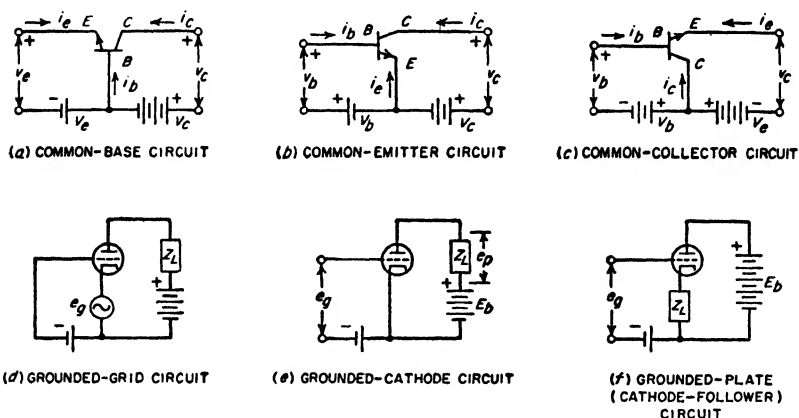 i_e E C i_c
+ +
B
v_e i_b v_c
- +
V_e V_c
(a) COMMON-BASE CIRCUIT
i_b B C i_c
+ E +
v_b i_e v_c
+ +
V_b V_c
(b) COMMON-EMITTER CIRCUIT
i_b B E i_e
+ C +
v_b i_c v_c
- + + -
V_b V_e
(c) COMMON-COLLECTOR CIRCUIT
Z_L
+
e_g
-
(d) GROUNDED-GRID CIRCUIT
Z_L e_p
+
e_g E_b
-
(e) GROUNDED-CATHODE CIRCUIT
+
e_g Z_L E_b
-
(f) GROUNDED-PLATE
(CATHODE-FOLLOWER)
CIRCUIT